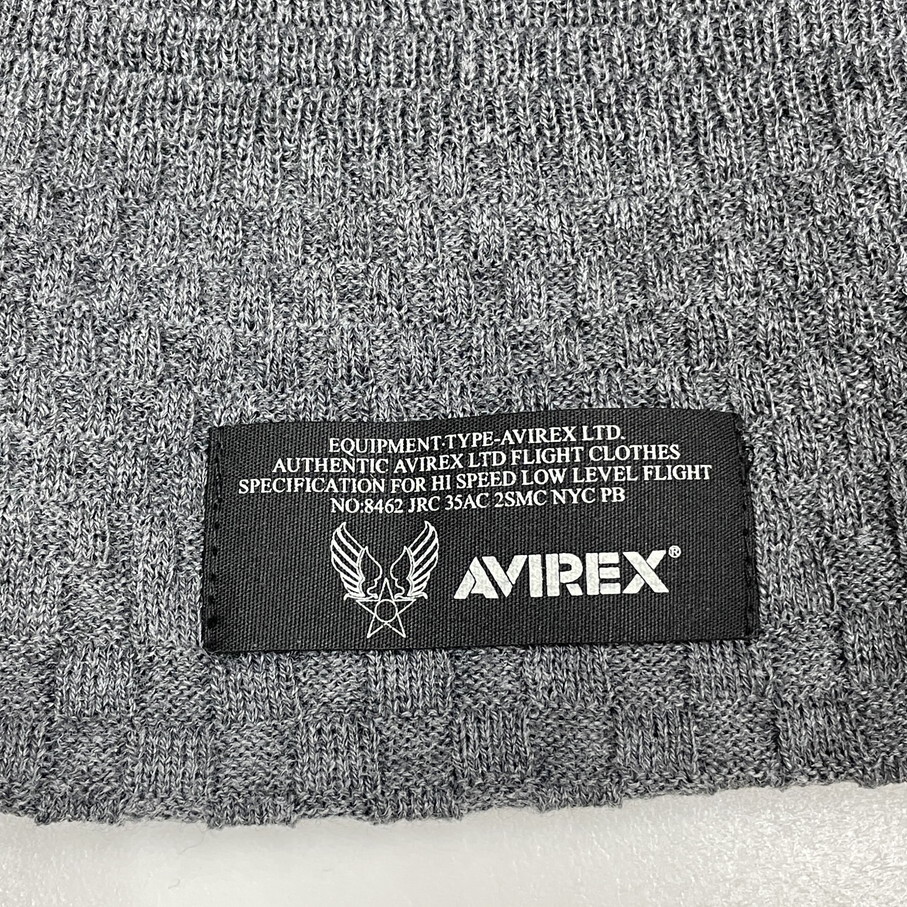 EQUIPMENT·TYPE-AVIREX LTD.
AUTHENTIC AVIREX LTD FLIGHT CLOTHES
SPECIFICATION FOR HI SPEED LOW LEVEL FLIGHT
NO:8462 JRC 35AC 2SMC NYC PB
AVIREX®